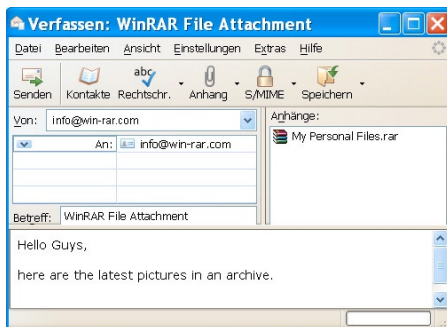 Verfassen: WinRAR File Attachment
Datei Bearbeiten Ansicht Einstellungen Extras Hilfe
abc
Senden Kontakte Rechtschr. Anhang S/MIME Speichern
Von: info@win-rar.com
Anhänge:
An: info@win-rar.com
My Personal Files.rar
Betreff: WinRAR File Attachment
Hello Guys,
here are the latest pictures in an archive.